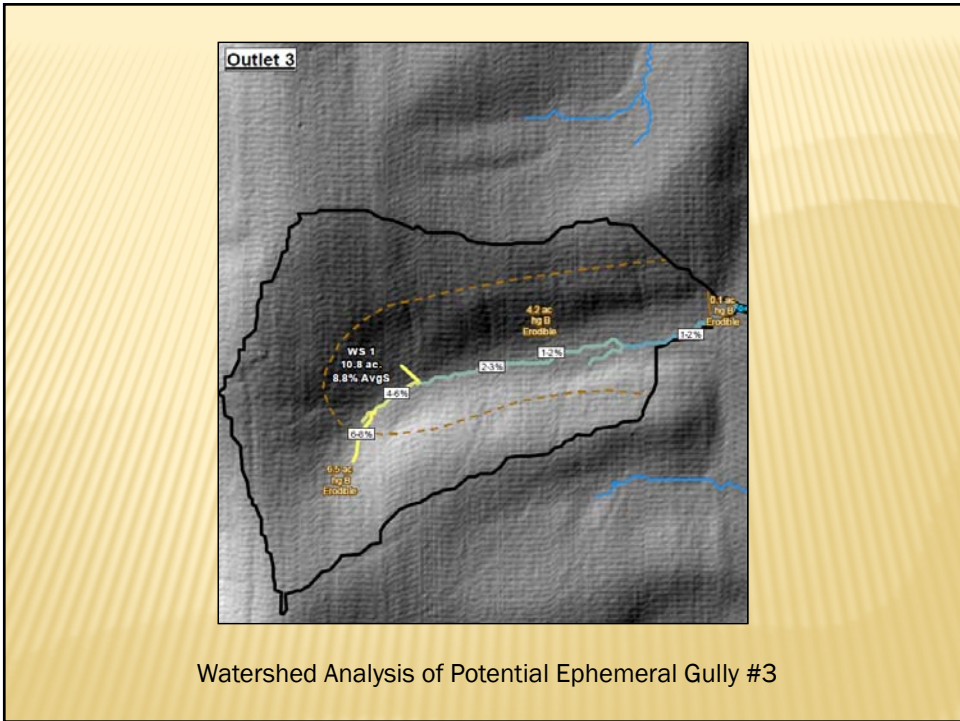 Outlet 3
0.1 ac
hg B
Erodible
4.2 ac
hg B
Erodible
1-2%
WS 1
10.8 ac.
8.8% AvgS
1-2%
2-3%
4-6%
6-8%
6.5 ac
hg B
Erodible
Watershed Analysis of Potential Ephemeral Gully #3